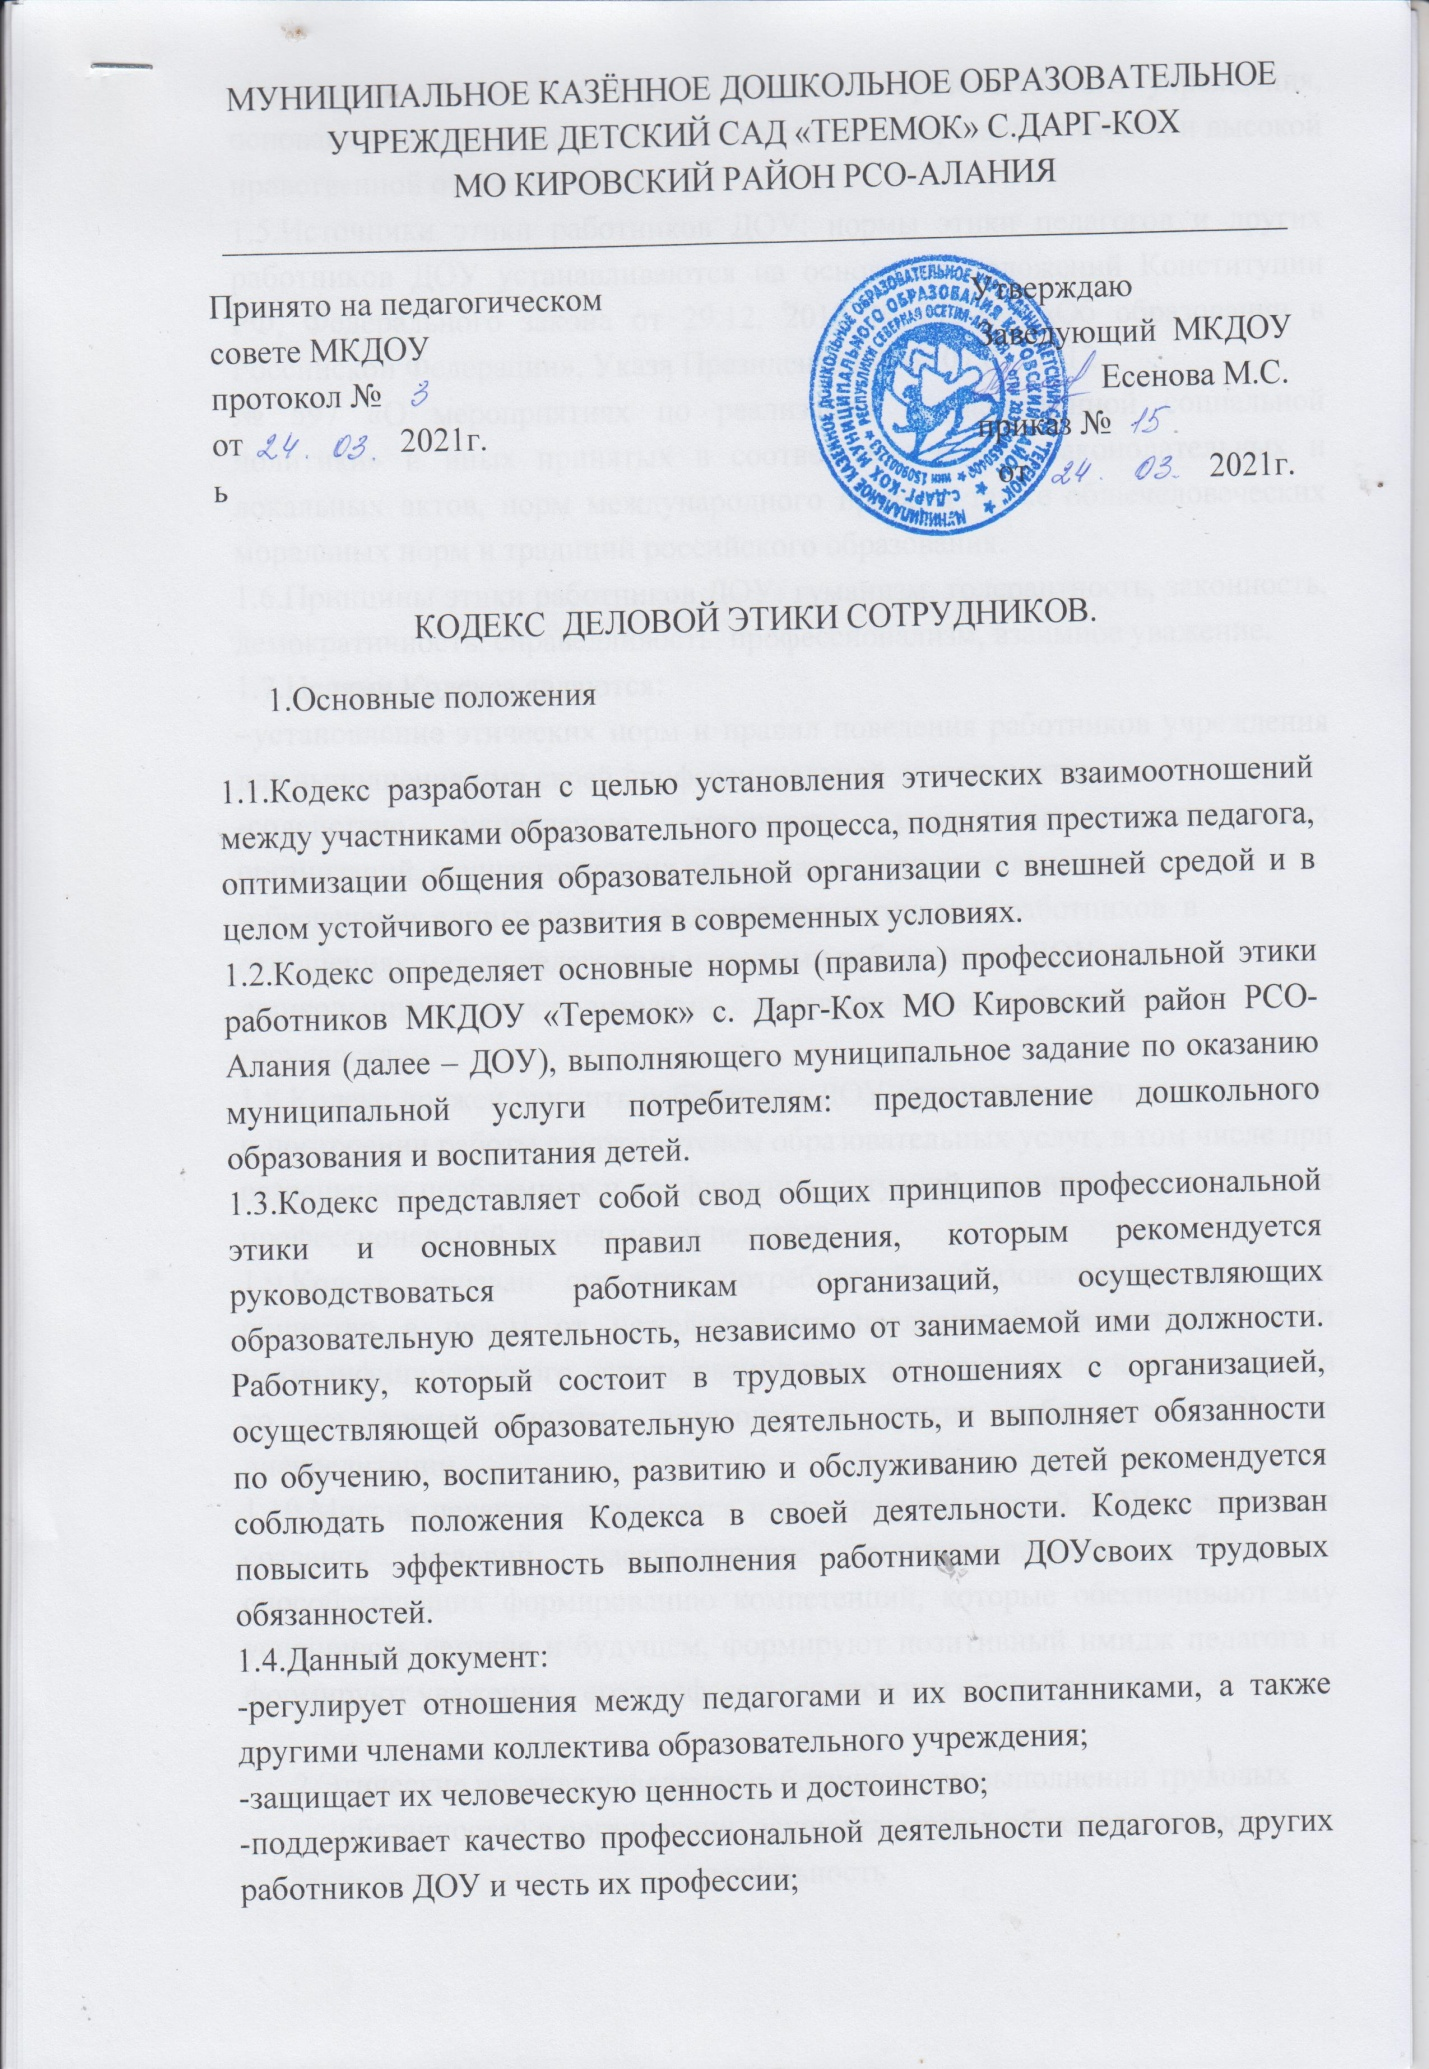 МУНИЦИПАЛЬНОЕ КАЗЁННОЕ ДОШКОЛЬНОЕ ОБРАЗОВАТЕЛЬНОЕ
УЧРЕЖДЕНИЕ ДЕТСКИЙ САД «ТЕРЕМОК» С.ДАРГ-КОХ
МО КИРОВСКИЙ РАЙОН РСО-АЛАНИЯ
Принято на педагогическом
совете МКДОУ
протокол № 3
от 24. 03. 2021г.
ь
Утверждаю
Заведующий МКДОУ
Есенова М.С.
приказ № 15
от 24 03. 2021г.
КОДЕКС ДЕЛОВОЙ ЭТИКИ СОТРУДНИКОВ.
1.Основные положения
1.1.Кодекс разработан с целью установления этических взаимоотношений
между участниками образовательного процесса, поднятия престижа педагога,
оптимизации общения образовательной организации с внешней средой и в
целом устойчивого ее развития в современных условиях.
1.2.Кодекс определяет основные нормы (правила) профессиональной этики
работников МКДОУ «Теремок» с. Дарг-Кох МО Кировский район РСО-
Алания (далее – ДОУ), выполняющего муниципальное задание по оказанию
муниципальной услуги потребителям: предоставление дошкольного
образования и воспитания детей.
1.3.Кодекс представляет собой свод общих принципов профессиональной
этики и основных правил поведения, которым рекомендуется
руководствоваться работникам организаций, осуществляющих
образовательную деятельность, независимо от занимаемой ими должности.
Работнику, который состоит в трудовых отношениях с организацией,
осуществляющей образовательную деятельность, и выполняет обязанности
по обучению, воспитанию, развитию и обслуживанию детей рекомендуется
соблюдать положения Кодекса в своей деятельности. Кодекс призван
повысить эффективность выполнения работниками ДОУсвоих трудовых
обязанностей.
1.4.Данный документ:
-регулирует отношения между педагогами и их воспитанниками, а также
другими членами коллектива образовательного учреждения;
-защищает их человеческую ценность и достоинство;
-поддерживает качество профессиональной деятельности педагогов, других
работников ДОУ и честь их профессии;